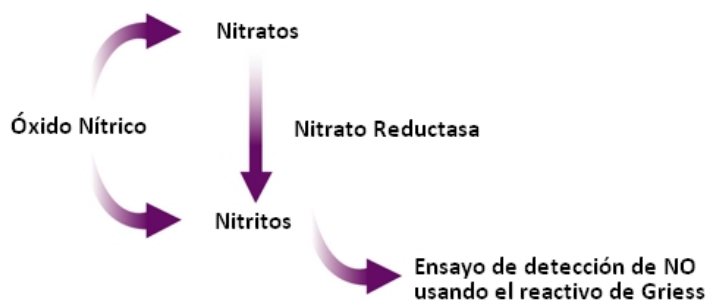 Nitratos
Óxido Nítrico
Nitrato Reductasa
Nitritos
Ensayo de detección de NO
usando el reactivo de Griess